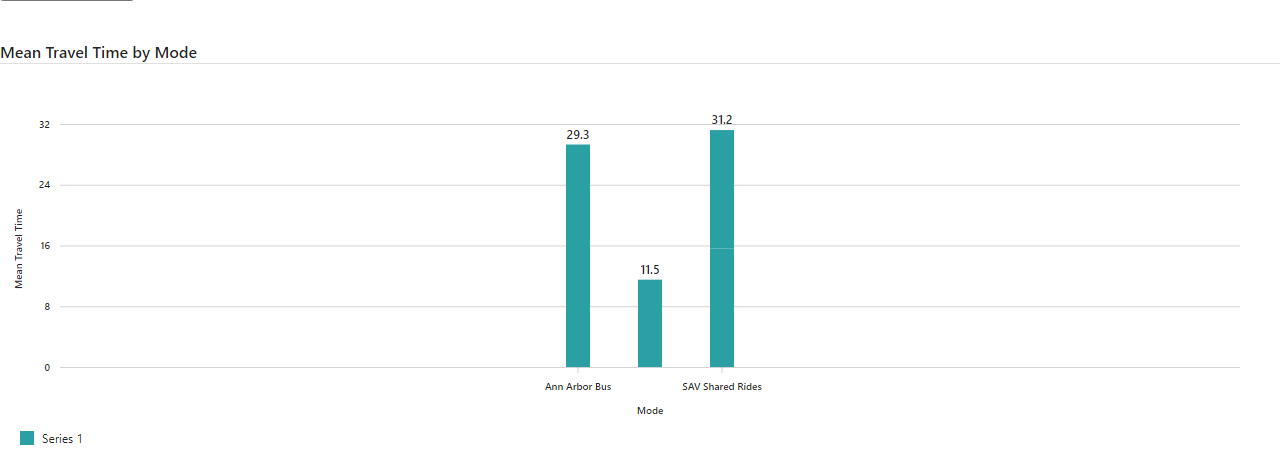 Mean Travel Time by Mode
32
24
16
8
0
Mean Travel Time
29.3
11.5
31.2
Ann Arbor Bus
SAV Shared Rides
Mode
Series 1